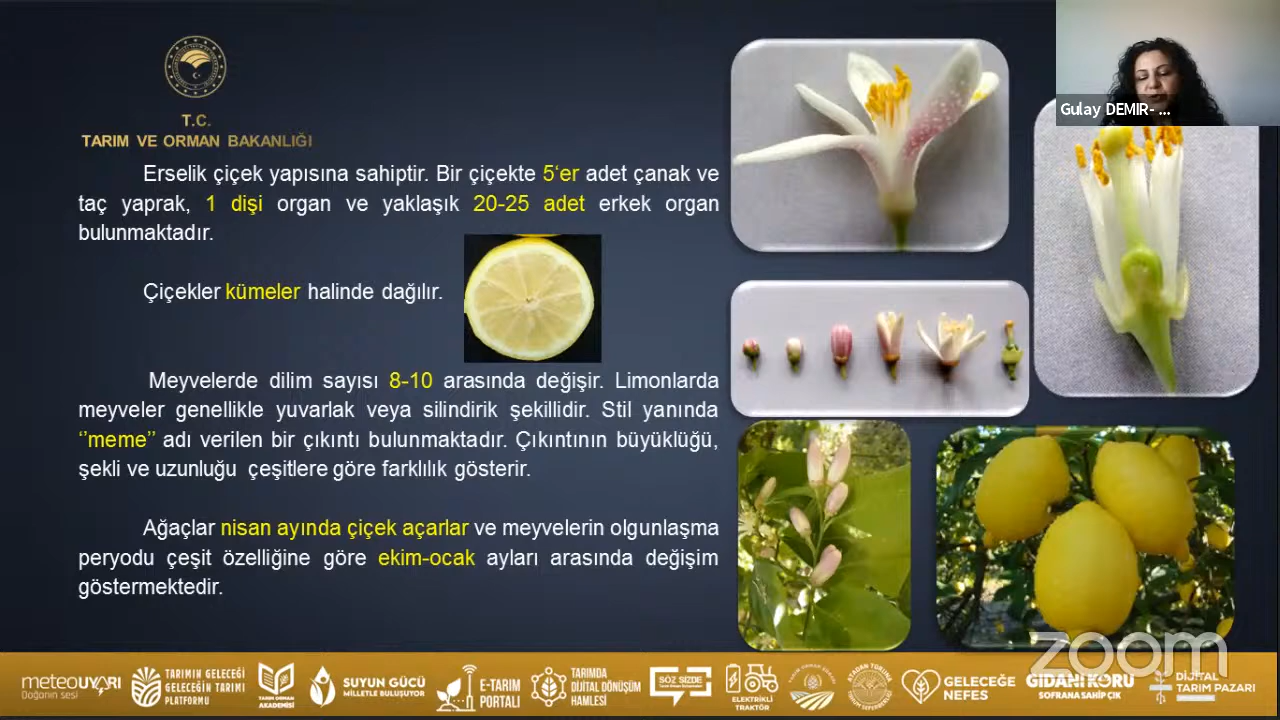 T.C.
TARIM VE ORMAN BAKANLIĞI
Erselik çiçek yapısına sahiptir. Bir çiçekte 5‘er adet çanak ve
taç yaprak, 1 dişi organ ve yaklaşık 20-25 adet erkek organ
bulunmaktadır.
Çiçekler kümeler halinde dağılır.
Meyvelerde dilim sayısı 8-10 arasında değişir. Limonlarda
meyveler genellikle yuvarlak veya silindirik şekillidir. Stil yanında
‘’meme’’ adı verilen bir çıkıntı bulunmaktadır. Çıkıntının büyüklüğü,
şekli ve uzunluğu çeşitlere göre farklılık gösterir.
Ağaçlar nisan ayında çiçek açarlar ve meyvelerin olgunlaşma
peryodu çeşit özelliğine göre ekim-ocak ayları arasında değişim
göstermektedir.
Gulay DEMIR- ...
zoom
meteoUYARI
Doğanın sesi
TARIMIN GELECEĞİ
GELECEĞİN TARIMI
PLATFORMU
TARIM ORMAN
AKADEMİSİ
SUYUN GÜCÜ
MİLLETLE BULUŞUYOR
E-TARIM
PORTALI
TARIMDA
DİJİTAL DÖNÜŞÜM
HAMLESİ
SÖZ SİZDE
ELEKTRİKLİ
TRAKTÖR
GELECEĞE
NEFES
GIDANI KORU
SOFRANA SAHİP ÇIK
DİJİTAL
TARIM PAZARI